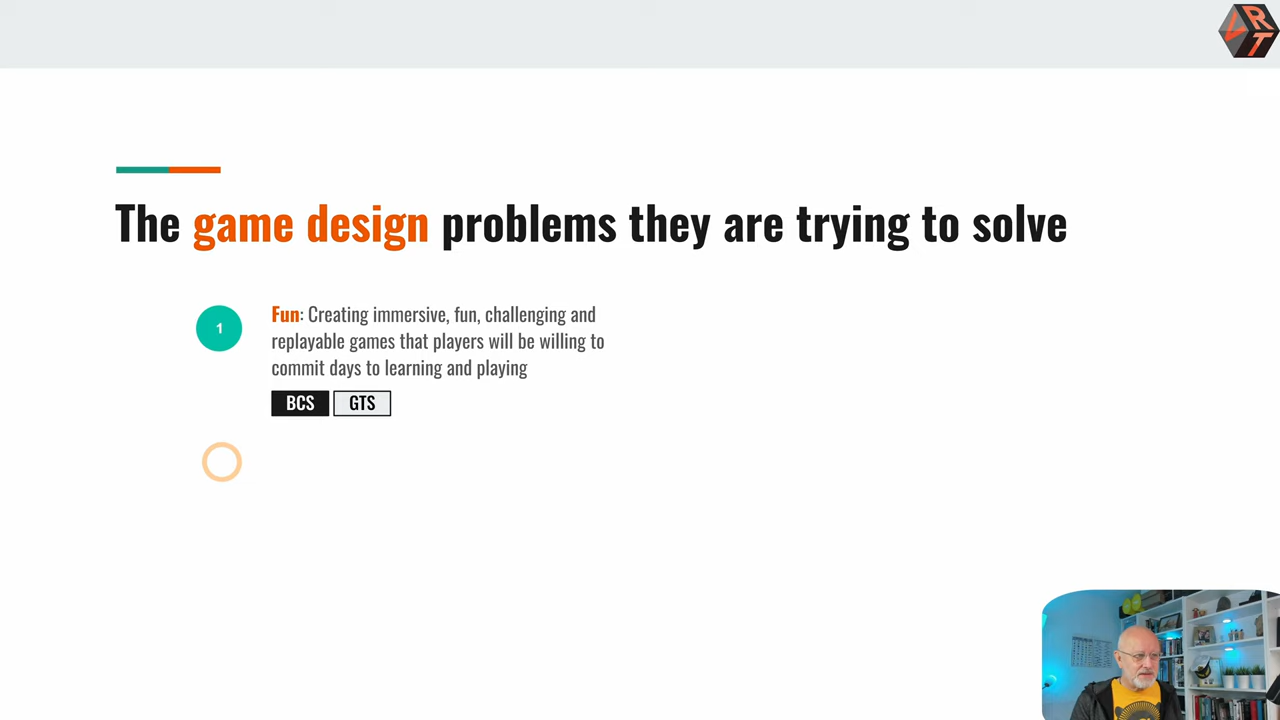 The game design problems they are trying to solve
1
Fun: Creating immersive, fun, challenging and
replayable games that players will be willing to
commit days to learning and playing
BCS GTS